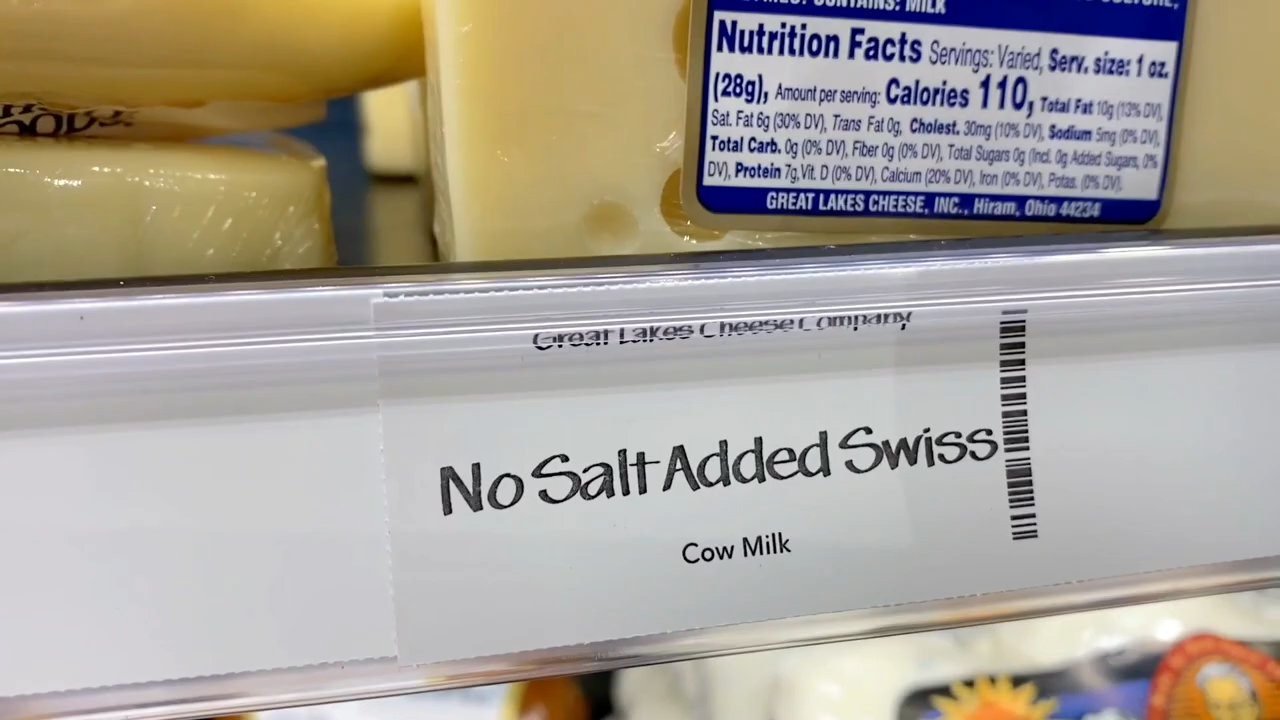 CONTAINS: MILK
Nutrition Facts Servings: Varied, Serv. size: 1 oz.
(28g), Amount per serving: Calories 110, Total Fat 10g (13% DV),
Sat. Fat 6g (30% DV), Trans Fat 0g, Cholest. 30mg (10% DV), Sodium 5mg (0% DV),
Total Carb. 0g (0% DV), Fiber 0g (0% DV), Total Sugars 0g (Incl. 0g Added Sugars, 0%
DV), Protein 7g, Vit. D (0% DV), Calcium (20% DV), Iron (0% DV), Potas. (0% DV).
GREAT LAKES CHEESE, INC., Hiram, Ohio 44234
Great Lakes Cheese Company
No Salt Added Swiss
Cow Milk